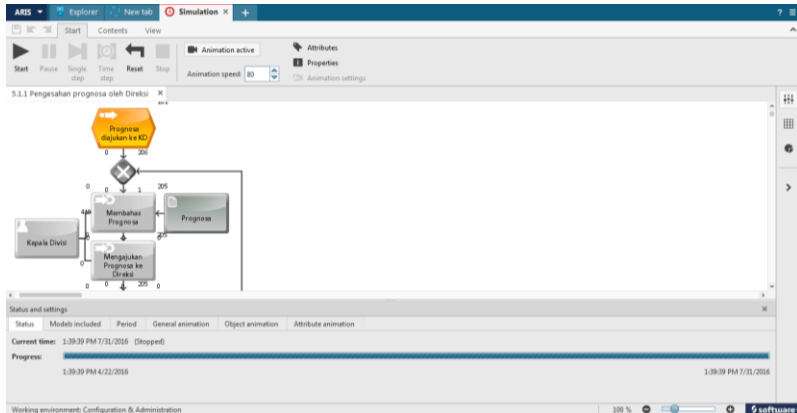 ARIS Explorer New tab Simulation × + ?
Start Contents View
Start Pause Single step Time step Reset Stop
Animation active
Animation speed: 80
Attributes
Properties
Animation settings
5.1.1 Pengesahan prognosa oleh Direksi ×
Prognosa
diajukan ke KD
0 206
0 0 1 205
Membahas
Prognosa
Prognosa
Kepala Divisi
0
Mengajukan
Prognosa ke
Direksi
0 0 205 0
Status and settings ×
Status Models included Period General animation Object animation Attribute animation
Current time: 1:39:39 PM 7/31/2016 (Stopped)
Progress:
1:39:39 PM 4/22/2016 1:39:39 PM 7/31/2016
Working environment: Configuration & Administration 100 % software